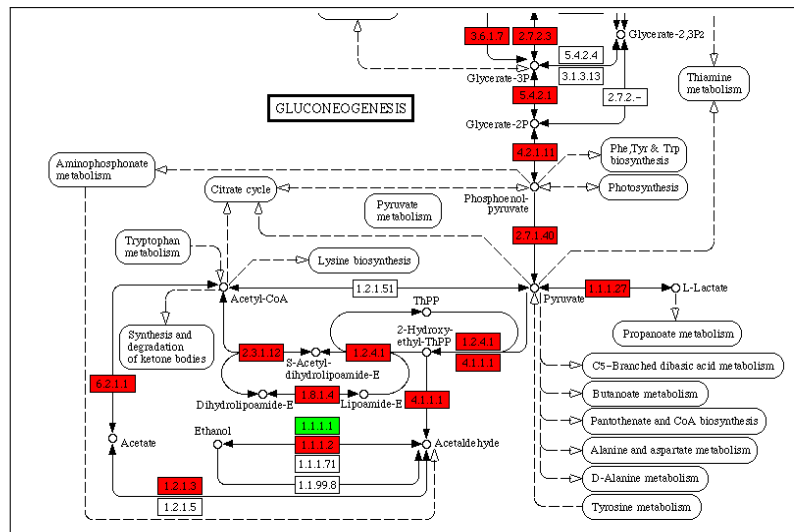 3.6.1.7
2.7.2.3
Glycerate-2,3P2
5.4.2.4
Glycerate-3P
3.1.3.13
Thiamine
metabolism
5.4.2.1
2.7.2.-
GLUCONEOGENESIS
Glycerate-2P
4.2.1.11
Phe,Tyr & Trp
biosynthesis
Aminophosphonate
metabolism
Citrate cycle
Photosynthesis
Phosphoenol-
pyruvate
Pyruvate
metabolism
2.7.1.40
Tryptophan
metabolism
Lysine biosynthesis
1.2.1.51
1.1.1.27
L-Lactate
Acetyl-CoA
Pyruvate
ThPP
Synthesis and
degradation
of ketone bodies
2-Hydroxy-
ethyl-ThPP
Propanoate metabolism
1.2.4.1
2.3.1.12
1.2.4.1
4.1.1.1
S-Acetyl-
dihydrolipoamide-E
C5-Branched dibasic acid metabolism
6.2.1.1
1.8.1.4
Butanoate metabolism
Dihydrolipoamide-E
Lipoamide-E
4.1.1.1
Pantothenate and CoA biosynthesis
Ethanol
1.1.1.1
Acetate
1.1.1.2
Acetaldehyde
Alanine and aspartate metabolism
1.1.1.71
D-Alanine metabolism
1.2.1.3
1.1.99.8
1.2.1.5
Tyrosine metabolism